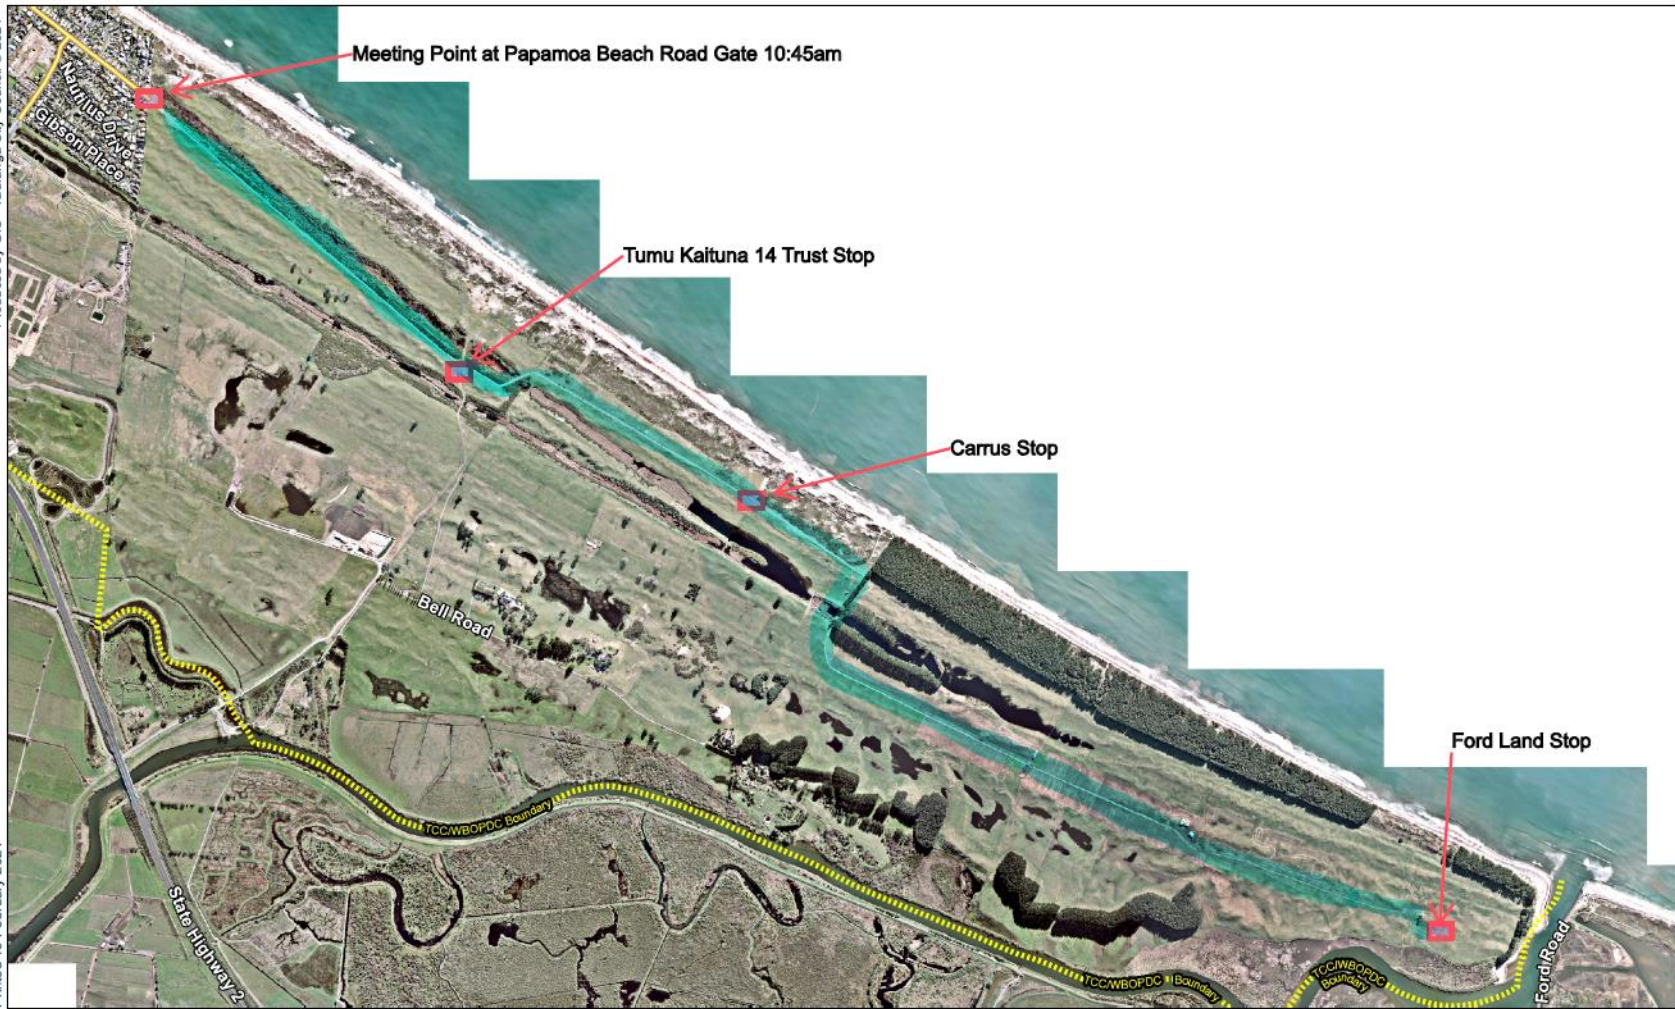 Meeting Point at Papamoa Beach Road Gate 10:45am
Nautilus Drive
Gibson Place
Tumu Kaituna 14 Trust Stop
Carrus Stop
Bell Road
Ford Land Stop
TCC/WBOPDC Boundary
State Highway 2
TCC/WBOPDC
Boundary
TCC/WBOPDC
Boundary
Ford Road